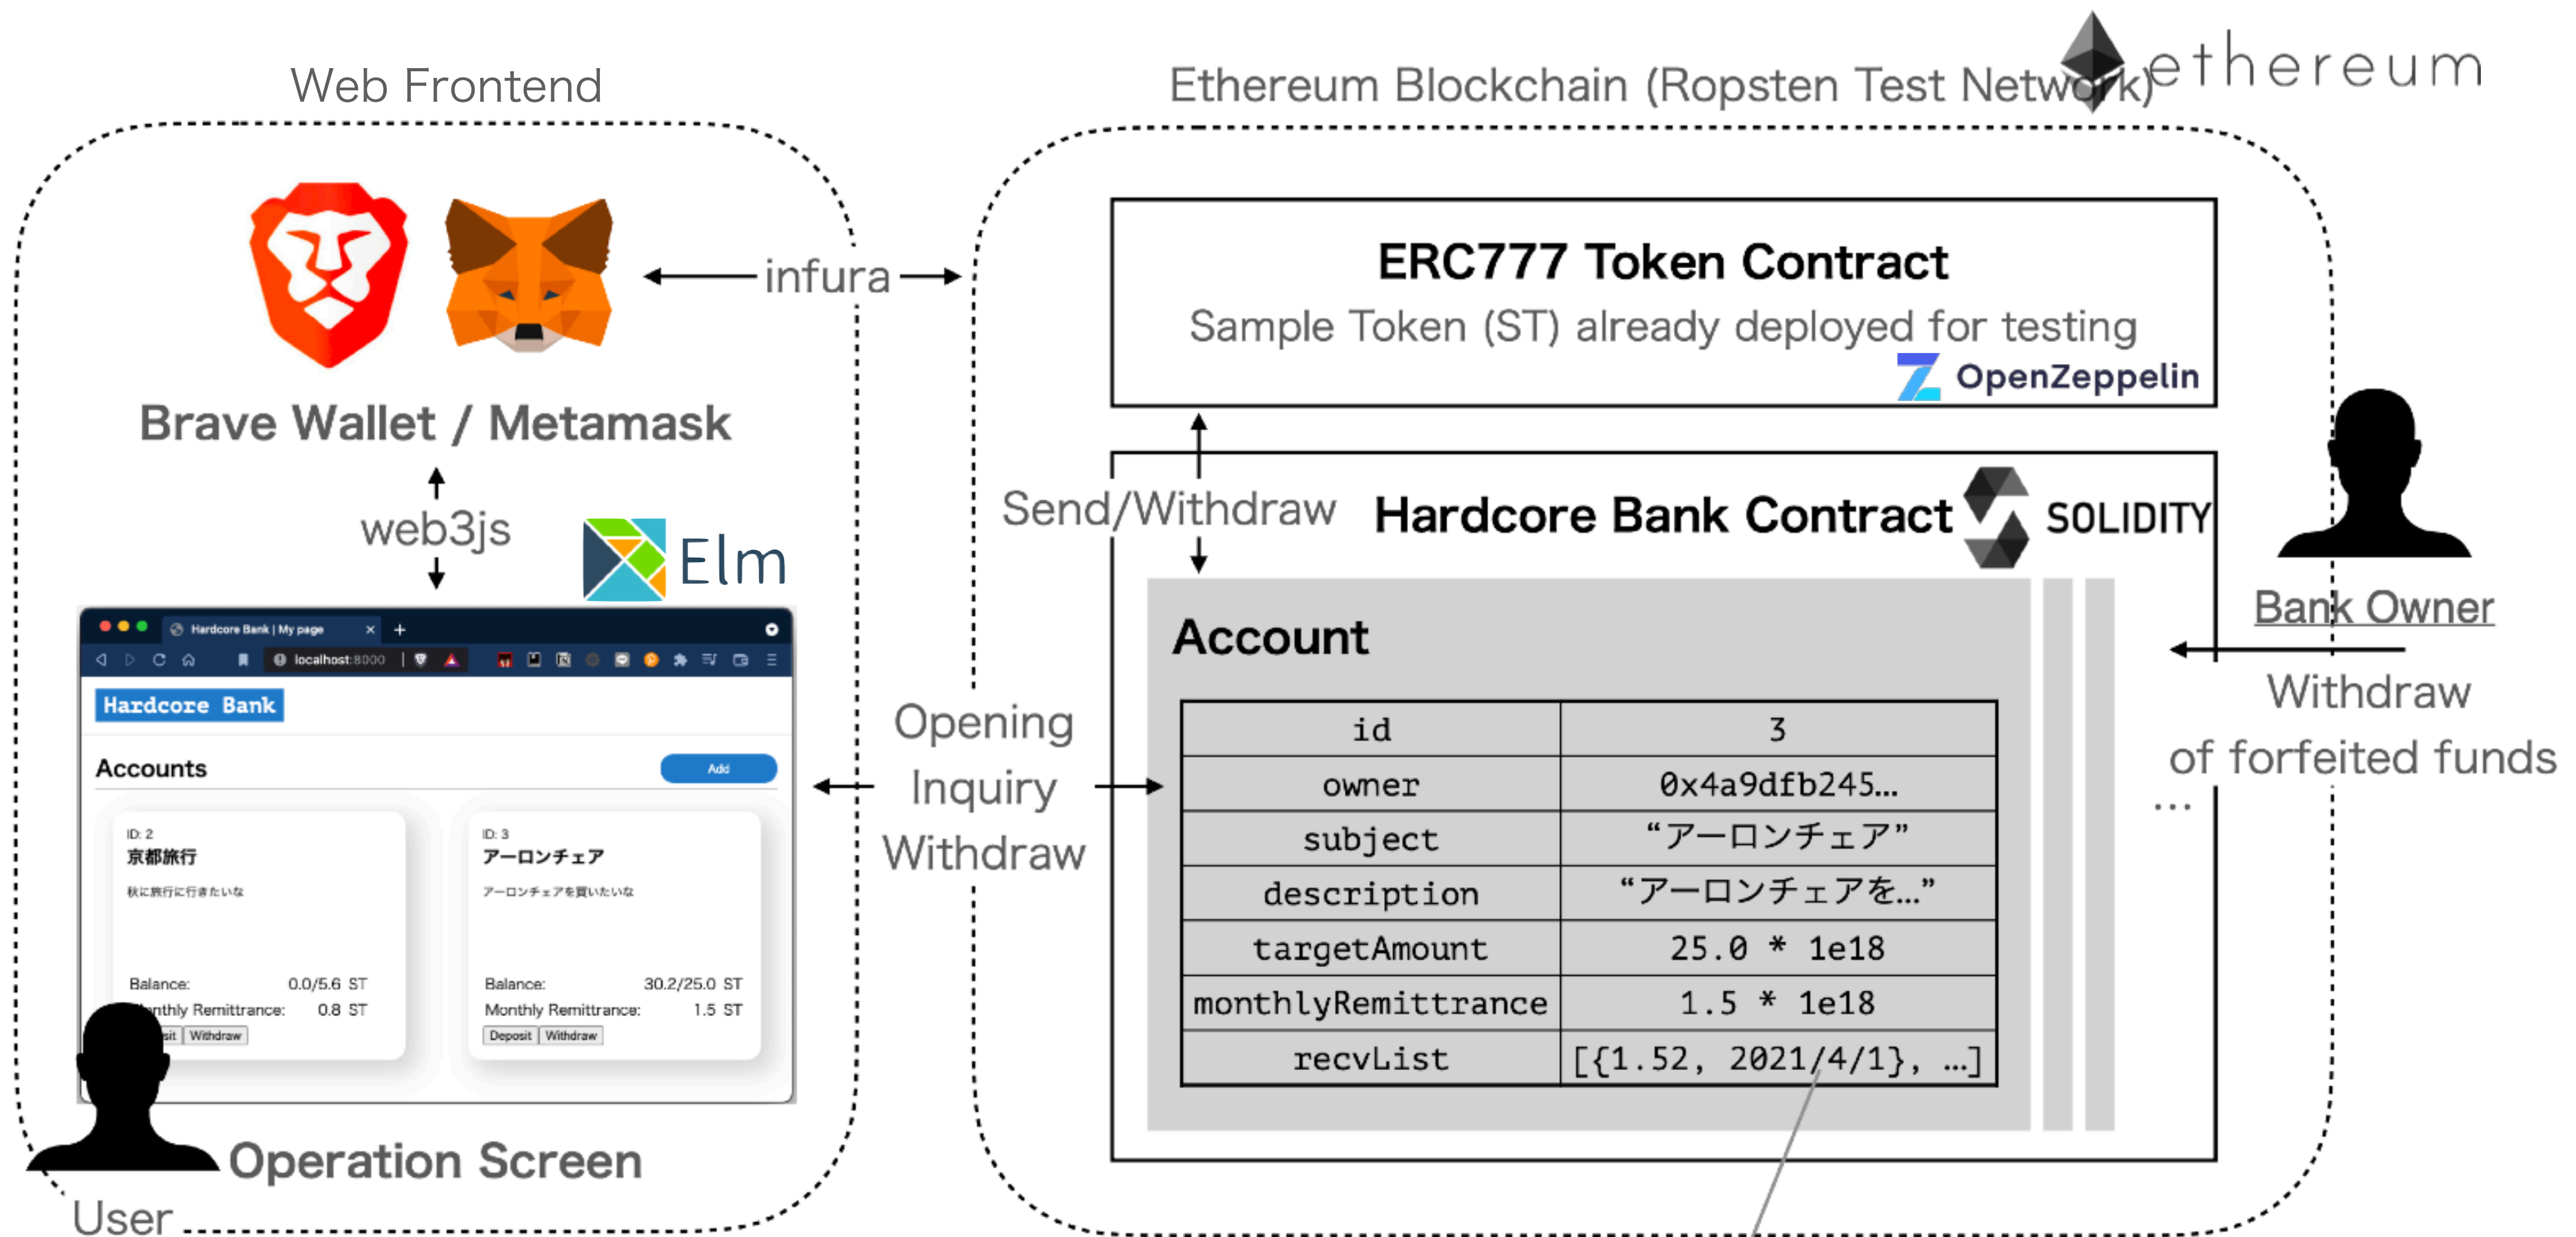 Web Frontend
Ethereum Blockchain (Ropsten Test Network)
ethereum
infura
Brave Wallet / Metamask
web3js
Elm
Hardcore Bank | My page
localhost:8000
Hardcore Bank
Accounts
Add
ID: 2
京都旅行
秋に旅行に行きたいな
Balance: 0.0/5.6 ST
nthly Remittrance: 0.8 ST
sit Withdraw
ID: 3
アーロンチェア
アーロンチェアを買いたいな
Balance: 30.2/25.0 ST
Monthly Remittrance: 1.5 ST
Deposit Withdraw
Operation Screen
User
Opening
Inquiry
Withdraw
ERC777 Token Contract
Sample Token (ST) already deployed for testing
OpenZeppelin
Send/Withdraw
Hardcore Bank Contract
SOLIDITY
Account
id 3
owner 0x4a9dfb245…
subject “アーロンチェア”
description “アーロンチェアを…”
targetAmount 25.0 * 1e18
monthlyRemittrance 1.5 * 1e18
recvList [{1.52, 2021/4/1}, …]
…
Bank Owner
Withdraw
of forfeited funds